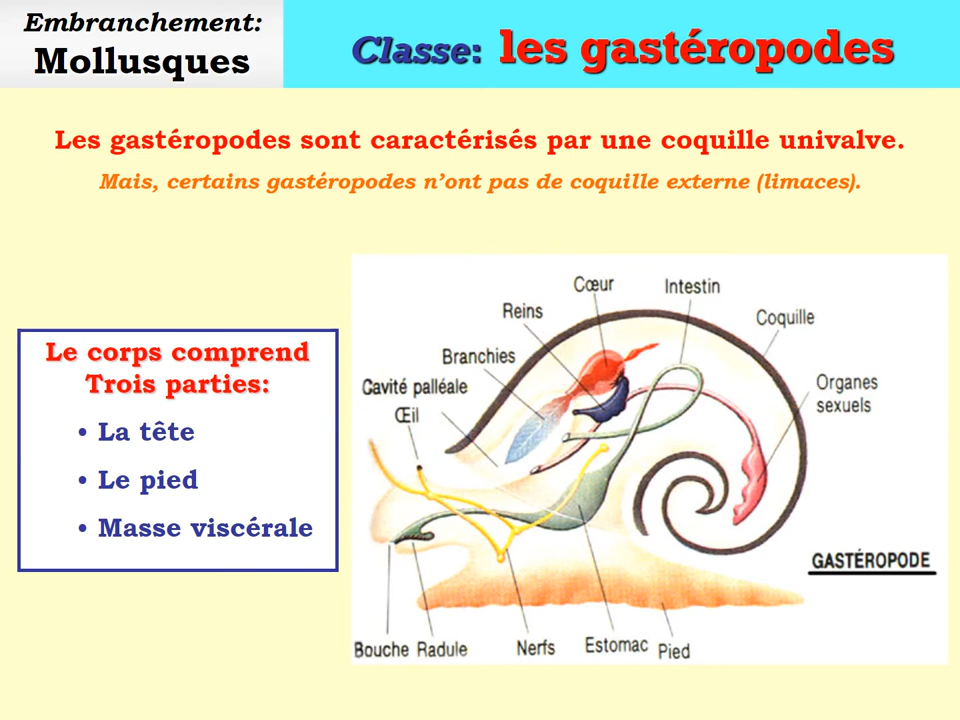 Embranchement:
Mollusques
Classe: les gastéropodes
Les gastéropodes sont caractérisés par une coquille univalve.
Mais, certains gastéropodes n’ont pas de coquille externe (limaces).
Le corps comprend
Trois parties:
• La tête
• Le pied
• Masse viscérale
Cœur
Intestin
Reins
Coquille
Branchies
Cavité palléale
Organes
sexuels
Œil
GASTÉROPODE
Bouche Radule Nerfs Estomac Pied